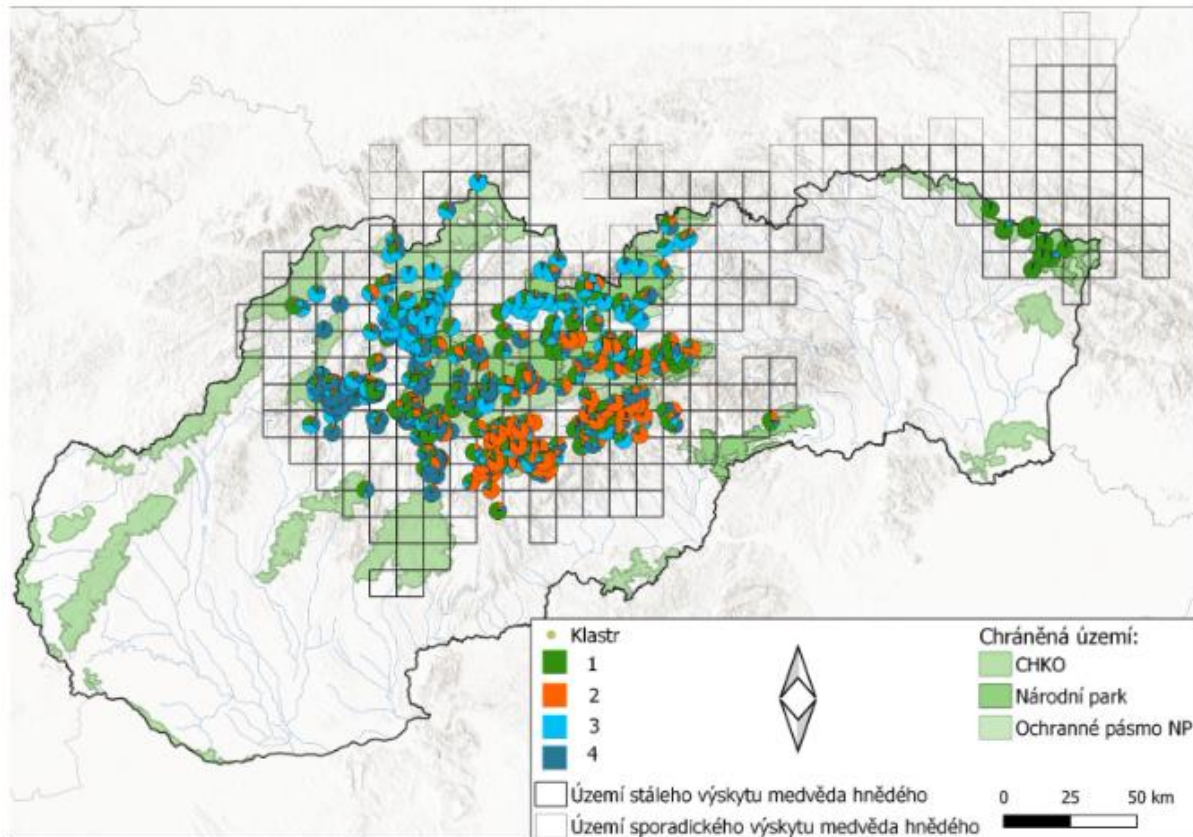 Klastr
1
2
3
4
Území stáleho výskytu medvěda hnědého
Území sporadického výskytu medvěda hnědého
Chráněná území:
CHKO
Národní park
Ochranné pásmo NP
0 25 50 km